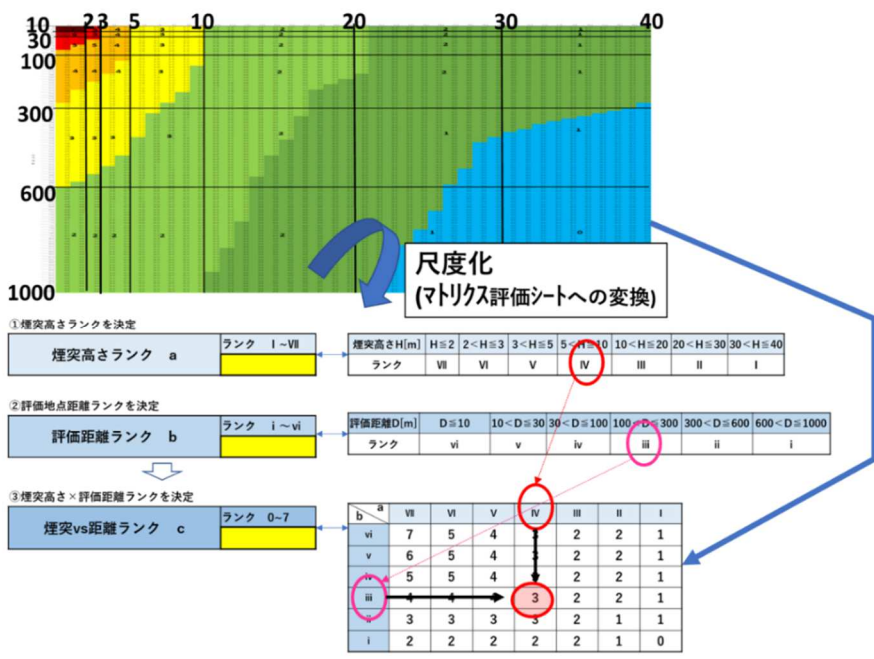 10 2 3 5 10 20 30 40
30
100
300
600
1000
尺度化
(マトリクス評価シートへの変換)
①煙突高さランクを決定
煙突高さランク a
ランク Ⅰ~Ⅶ
煙突高さH[m] H≦2 2<H≦3 3<H≦5 5<H≦10 10<H≦20 20<H≦30 30<H≦40
ランク Ⅶ Ⅵ Ⅴ Ⅳ Ⅲ Ⅱ Ⅰ
②評価地点距離ランクを決定
評価距離ランク b
ランク ⅰ~ⅵ
評価距離D[m] D≦10 10<D≦30 30<D≦100 100<D≦300 300<D≦600 600<D≦1000
ランク ⅵ ⅴ ⅳ ⅲ ⅱ ⅰ
③煙突高さ×評価距離ランクを決定
煙突vs距離ランク c
ランク 0~7
b a Ⅶ Ⅵ Ⅴ Ⅳ Ⅲ Ⅱ Ⅰ
ⅵ 7 5 4 3 2 2 1
ⅴ 6 5 4 3 2 2 1
ⅳ 5 5 4 2 2 1
ⅲ 4 4 4 3 2 2 1
ⅱ 3 3 3 3 2 1 1
ⅰ 2 2 2 2 2 1 0